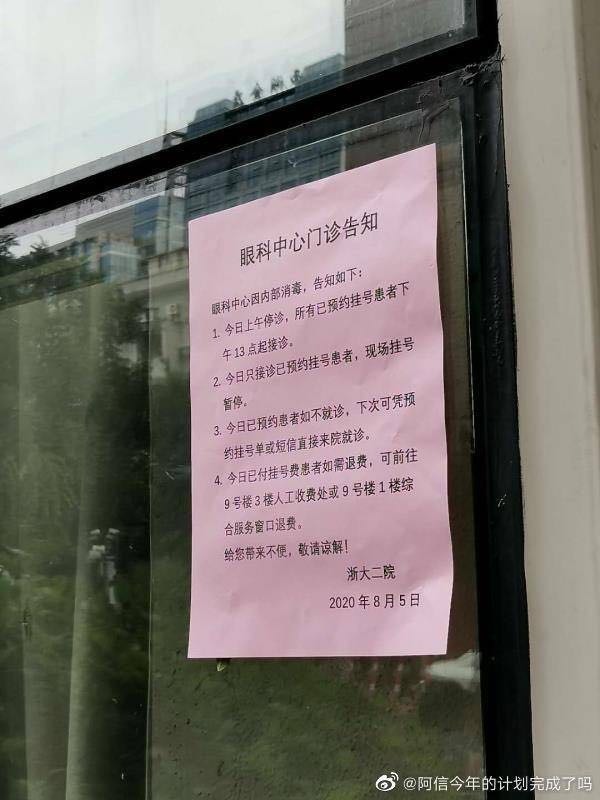 眼科中心门诊告知
眼科中心因内部消毒，告知如下：
1. 今日上午停诊，所有已预约挂号患者下
午 13 点起接诊。
2. 今日只接诊已预约挂号患者，现场挂号
暂停。
3. 今日已预约患者如不就诊，下次可凭预
约挂号单或短信直接来院就诊。
4. 今日已付挂号费患者如需退费，可前往
9 号楼 3 楼人工收费处或 9 号楼 1 楼综
合服务窗口退费。
给您带来不便，敬请谅解！
浙大二院
2020 年 8 月 5 日
@阿信今年的计划完成了吗